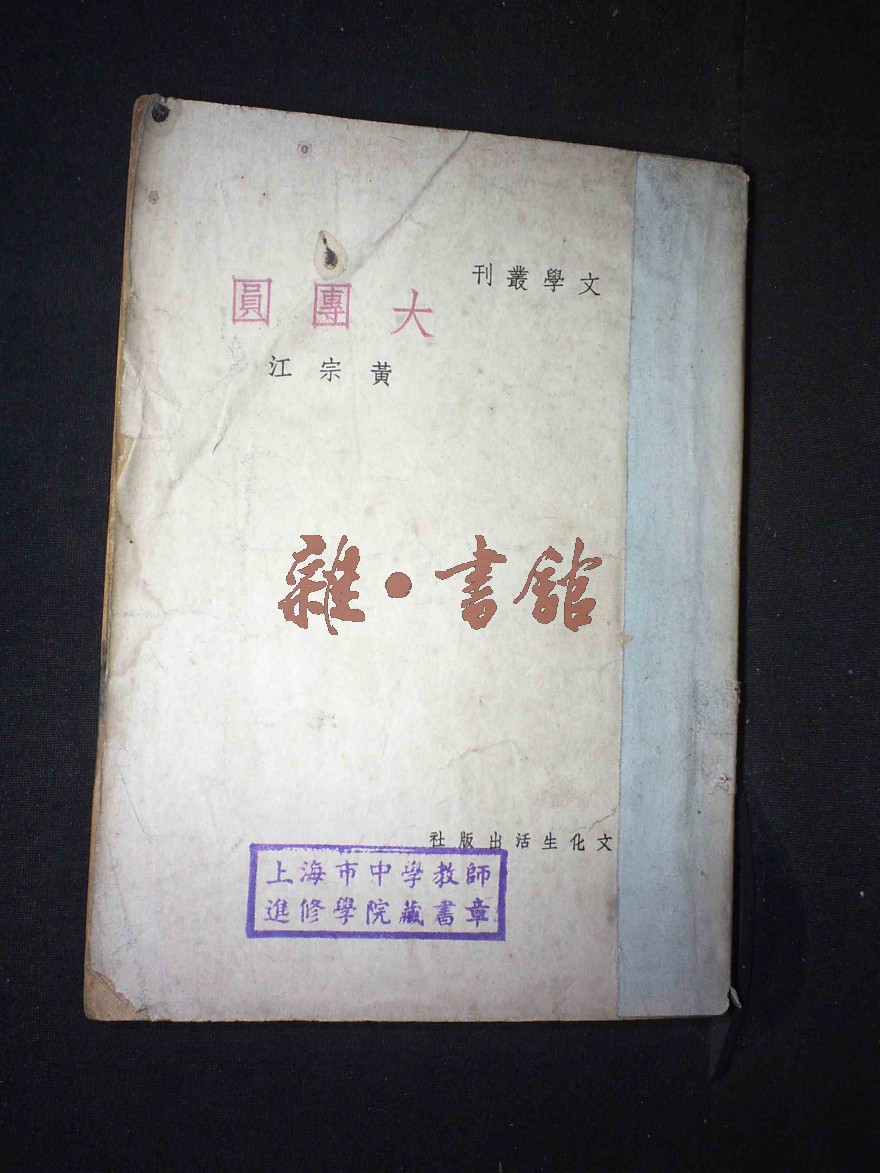 文學叢刊
大團圓
黃宗江
雜·書館
文化生活出版社
上海市中學教師
進修學院藏書章